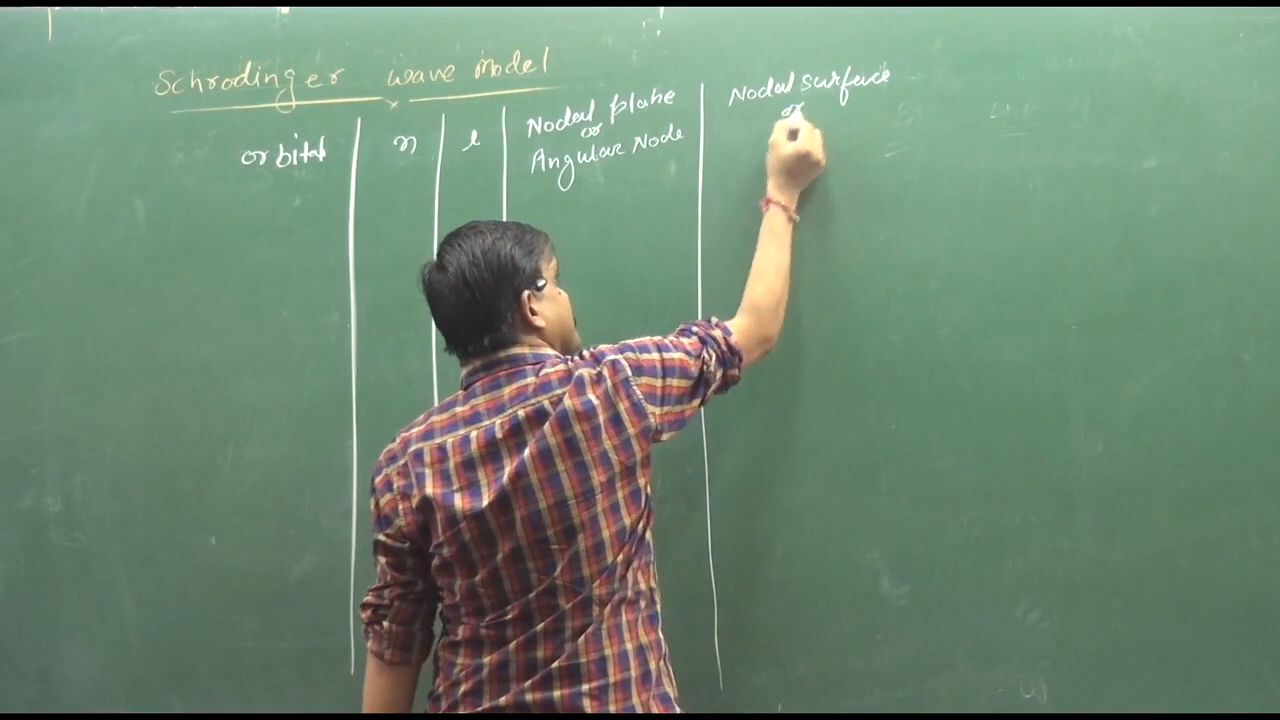 Schrodinger wave Model
orbital
n
l
Nodal plane
or
Angular Node
Nodal surface
or